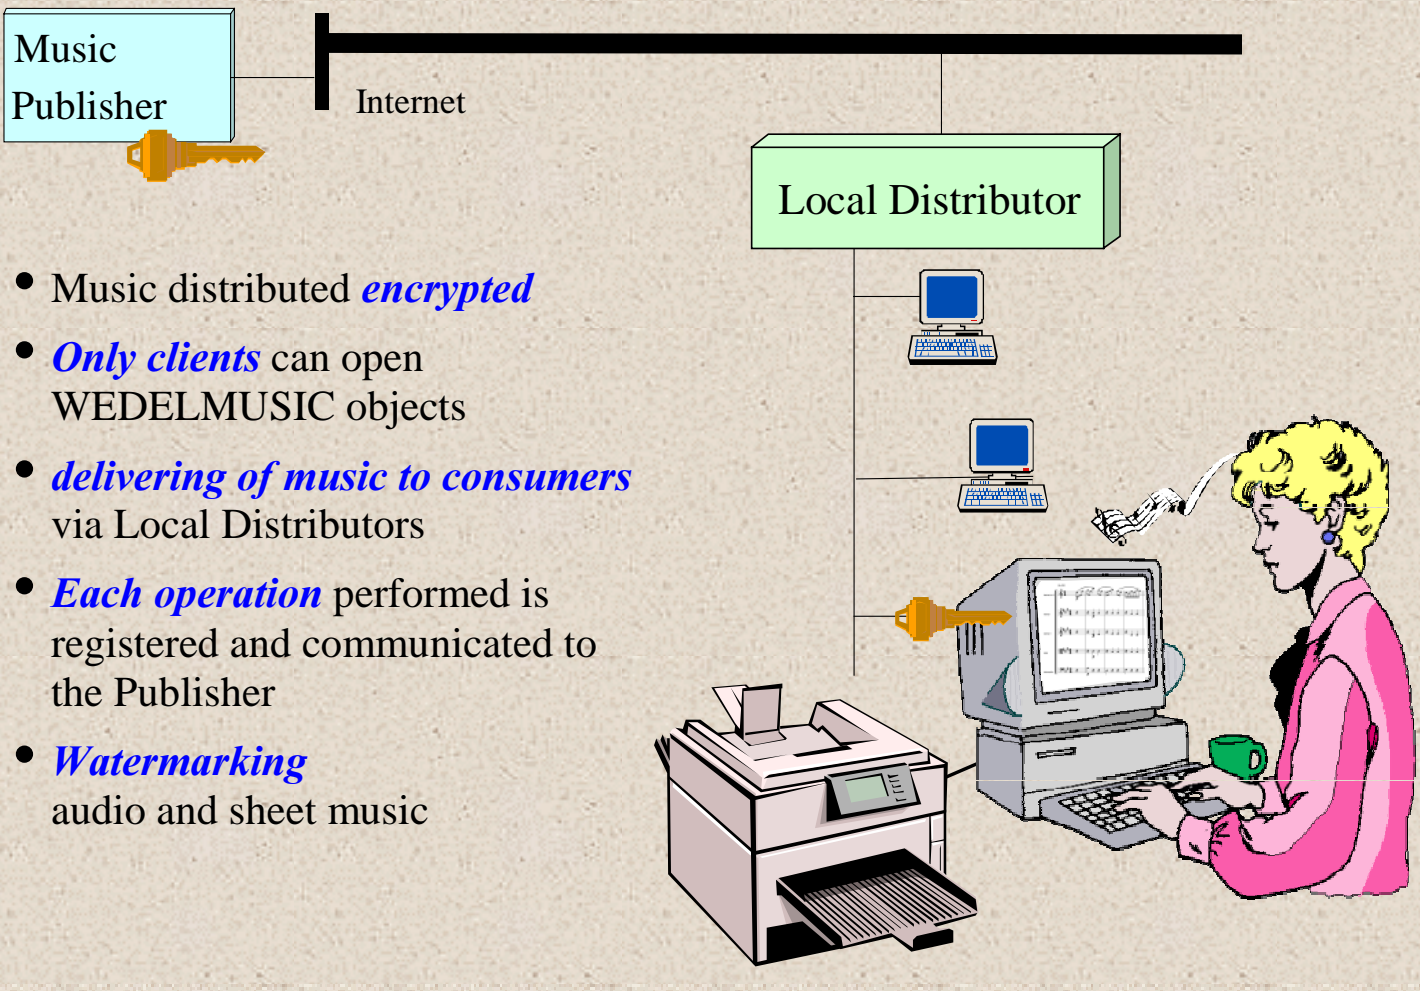 Music
Publisher
Internet
Local Distributor
• Music distributed encrypted
• Only clients can open
WEDELMUSIC objects
• delivering of music to consumers
via Local Distributors
• Each operation performed is
registered and communicated to
the Publisher
• Watermarking
audio and sheet music